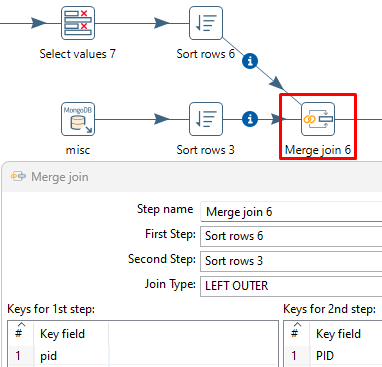 Select values 7
Sort rows 6
i
MongoDB
i
misc
Sort rows 3
Merge join 6
Merge join
Step name Merge join 6
First Step: Sort rows 6
Second Step: Sort rows 3
Join Type: LEFT OUTER
Keys for 1st step: Keys for 2nd step:
# Key field # Key field
1 pid 1 PID